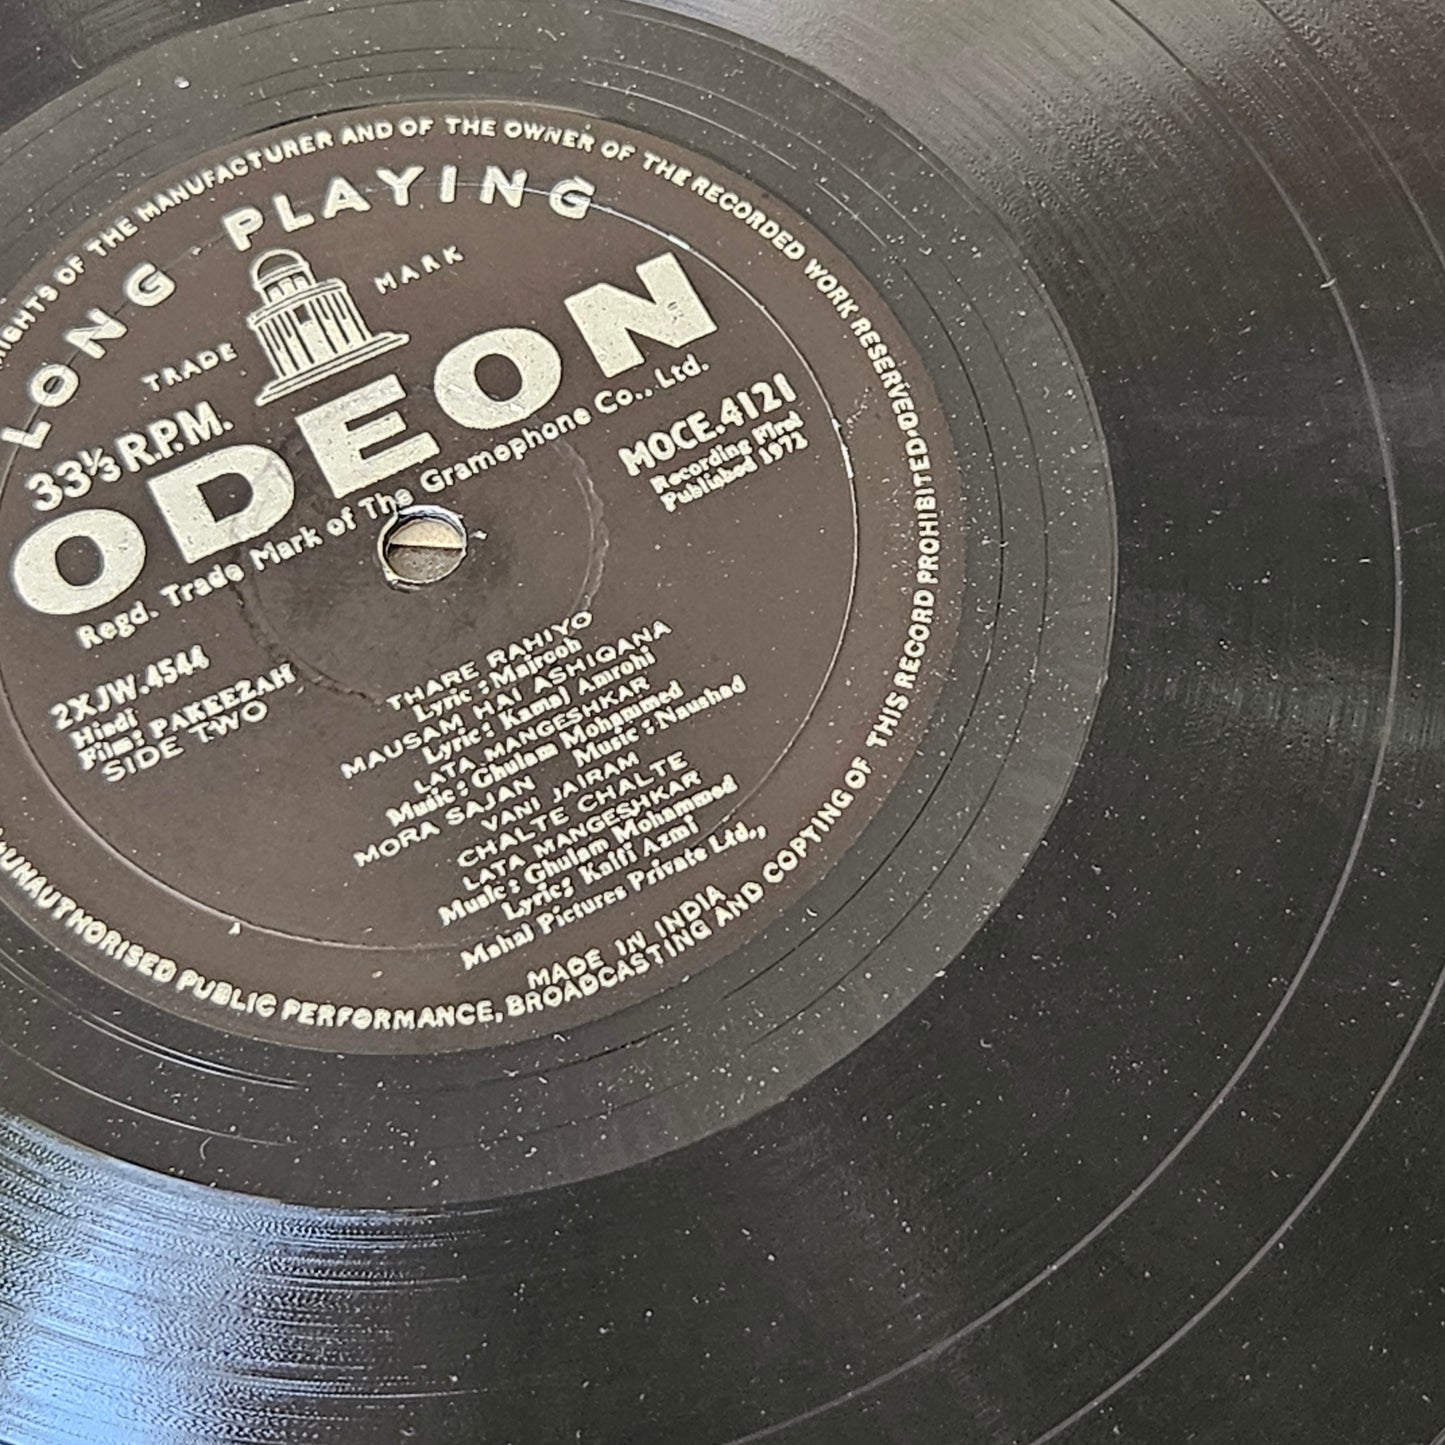 RIGHTS OF THE MANUFACTURER AND OF THE OWNER OF THE RECORDED WORK RESERVED
LONG PLAYING
TRADE MARK
33⅓ R.P.M.
ODEON
Regd. Trade Mark of The Gramophone Co., Ltd.
MOCE.4121
Recording First
Published 1972
2XJW.4544
Hindi
Film: PAKEEZAH
SIDE TWO
THARE RAHIYO
Lyric: Majrooh
MAUSAM HAI ASHIQANA
Lyric: Kamal Amrohi
LATA MANGESHKAR
Music: Ghulam Mohammed
MORA SAJAN Music: Naushad
VANI JAIRAM
CHALTE CHALTE
LATA MANGESHKAR
Music: Ghulam Mohammed
Lyric: Kaifi Azmi
Mahal Pictures Private Ltd.,
MADE IN INDIA
UNAUTHORISED PUBLIC PERFORMANCE, BROADCASTING AND COPYING OF THIS RECORD PROHIBITED